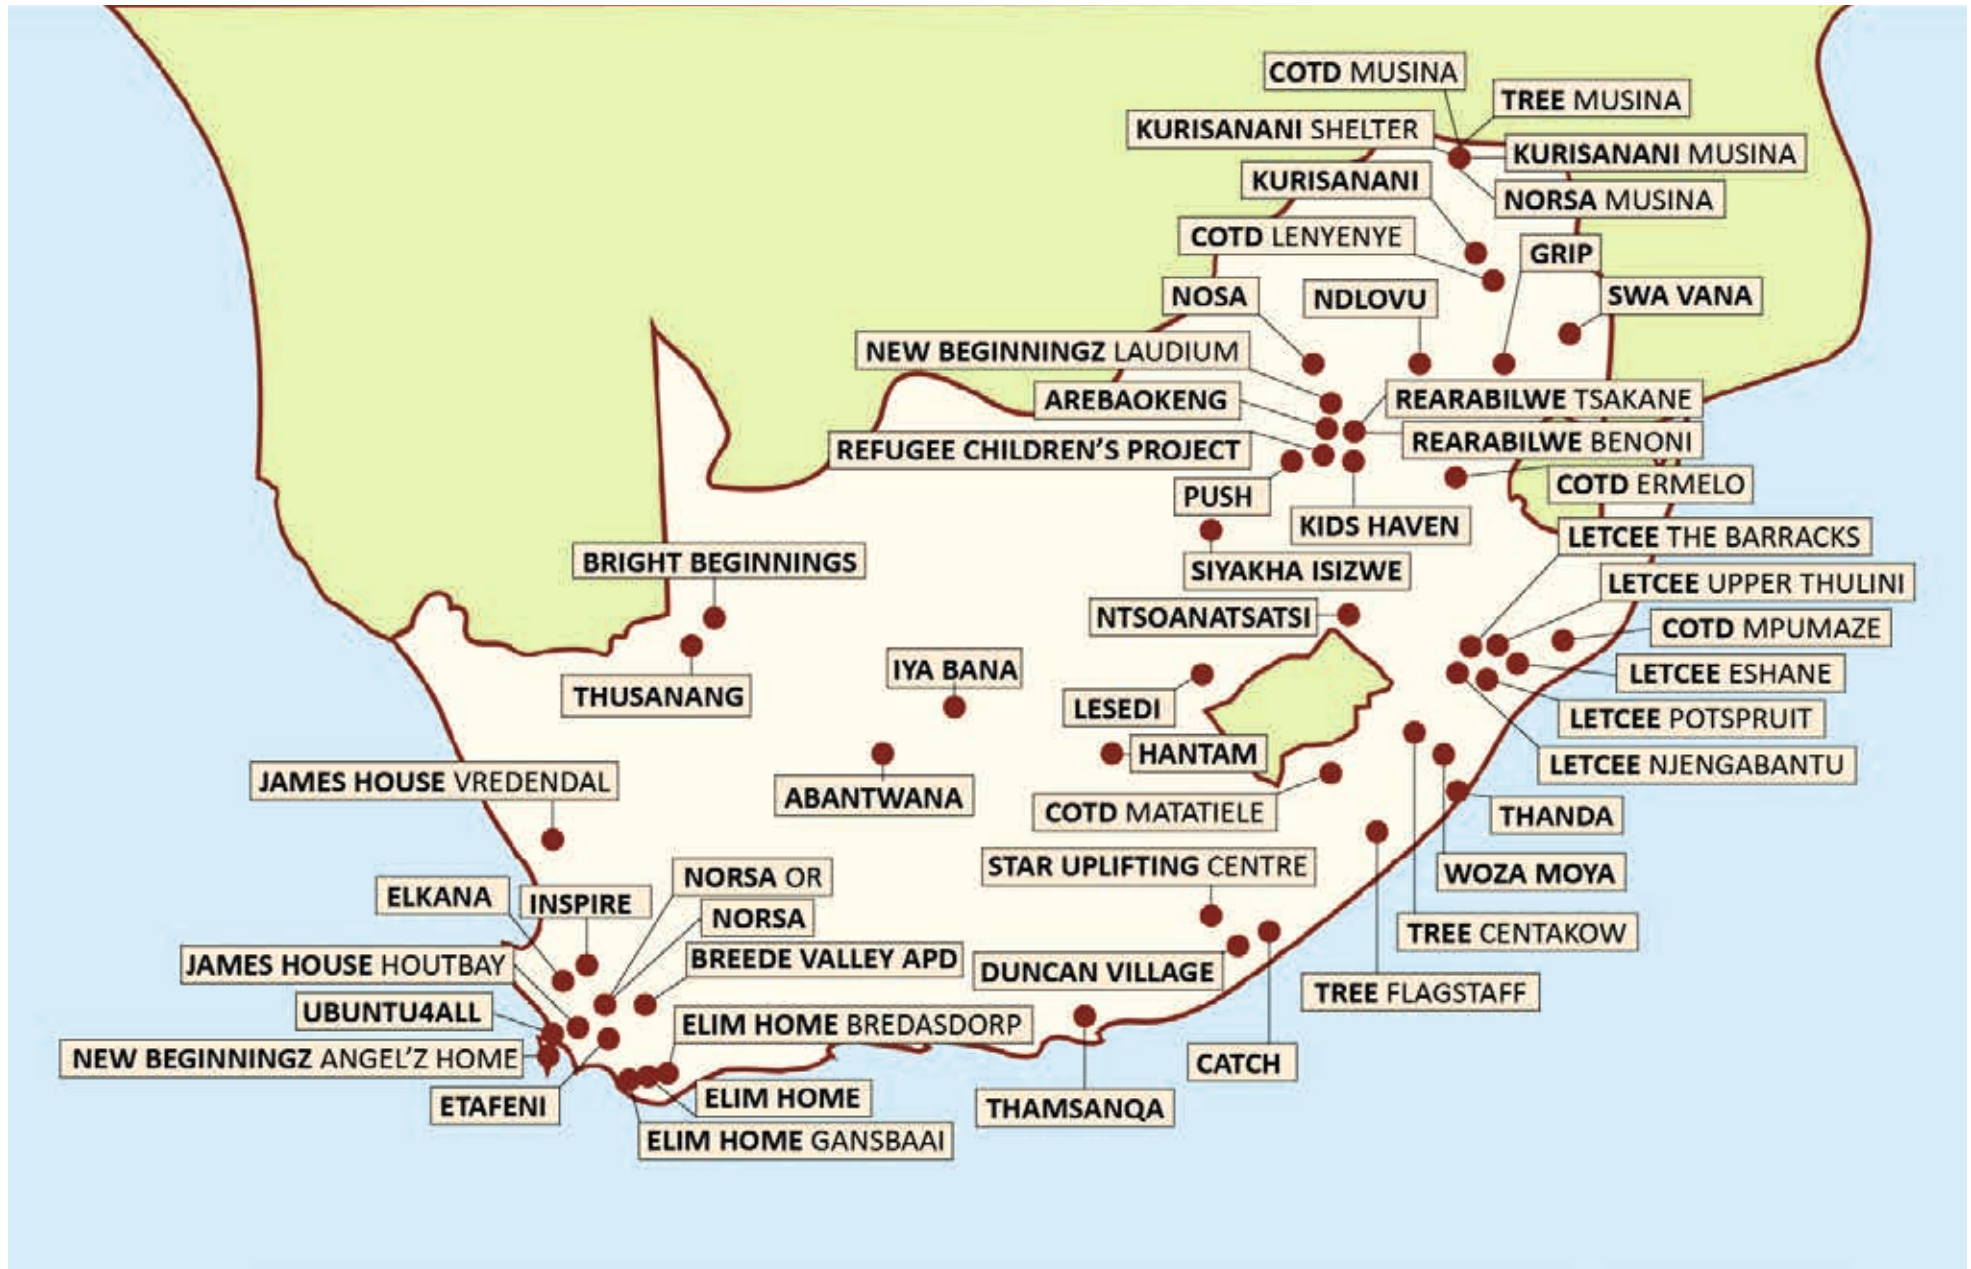 COTD MUSINA
TREE MUSINA
KURISANANI SHELTER
KURISANANI MUSINA
KURISANANI
NORSA MUSINA
COTD LENYENYE
GRIP
NOSA
NDLOVU
SWA VANA
NEW BEGINNINGZ LAUDIUM
AREBAOKENG
REARABILWE TSAKANE
REFUGEE CHILDREN'S PROJECT
REARABILWE BENONI
PUSH
COTD ERMELO
KIDS HAVEN
LETCEE THE BARRACKS
BRIGHT BEGINNINGS
SIYAKHA ISIZWE
LETCEE UPPER THULINI
NTSOANATSATSI
COTD MPUMAZE
IYA BANA
LETCEE ESHANE
THUSANANG
LESEDI
LETCEE POTSPRUIT
HANTAM
LETCEE NJENGABANTU
JAMES HOUSE VREDENDAL
ABANTWANA
COTD MATATIELE
THANDA
STAR UPLIFTING CENTRE
WOZA MOYA
NORSA OR
ELKANA
INSPIRE
NORSA
TREE CENTAKOW
BREEDE VALLEY APD
JAMES HOUSE HOUTBAY
DUNCAN VILLAGE
TREE FLAGSTAFF
UBUNTU4ALL
ELIM HOME BREDASDORP
NEW BEGINNINGZ ANGEL'Z HOME
CATCH
ETAFENI
ELIM HOME
THAMSANQA
ELIM HOME GANSBAAI